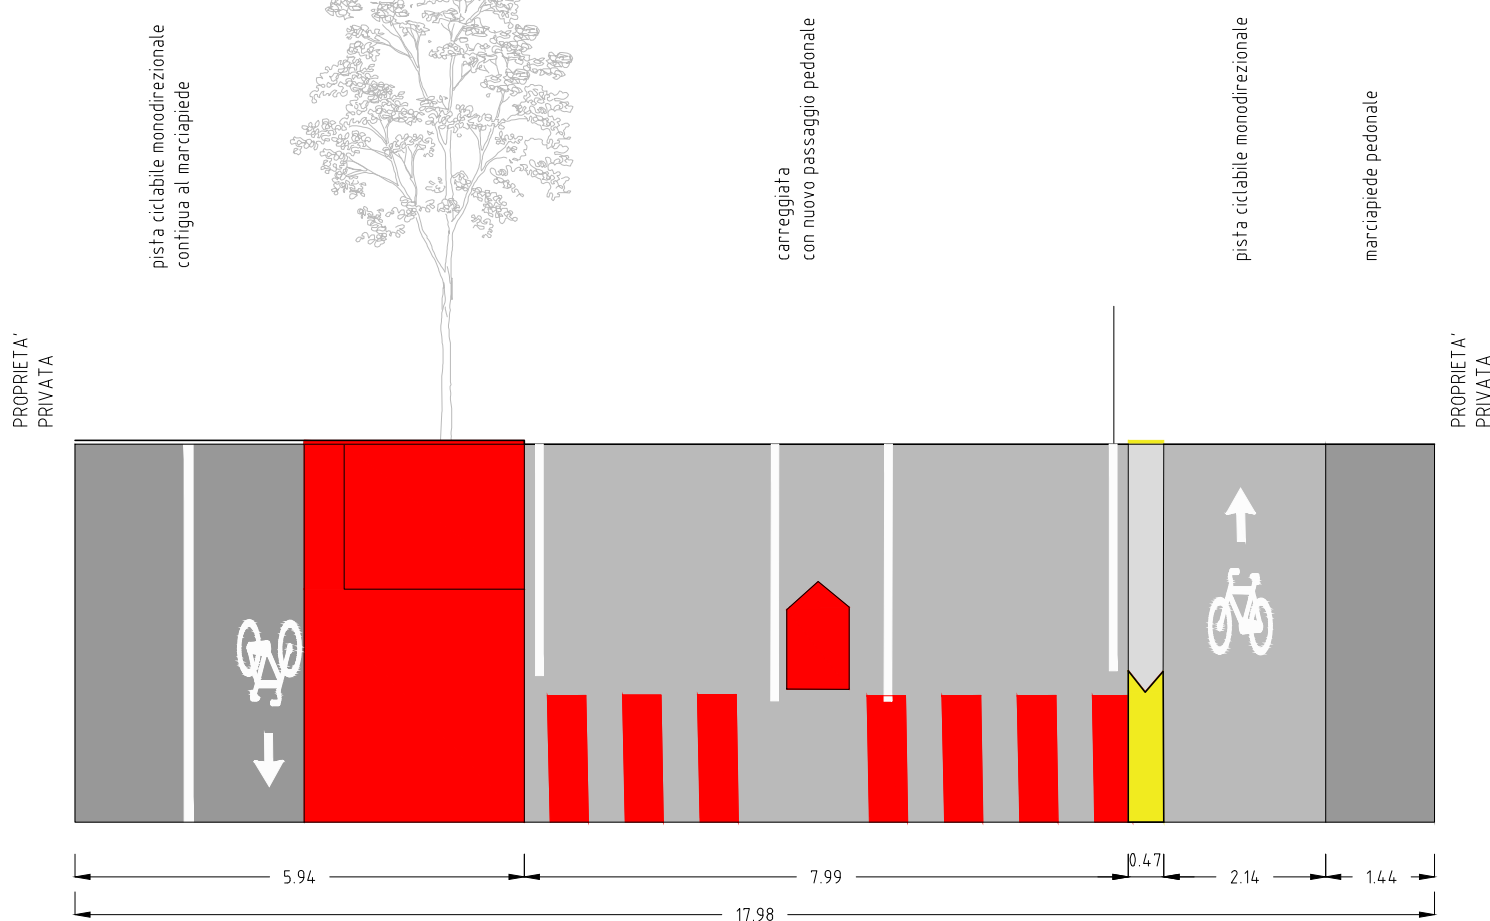 pista ciclabile monodirezionale
contigua al marciapiede
carreggiata
con nuovo passaggio pedonale
pista ciclabile monodirezionale
marciapiede pedonale
PROPRIETA'
PRIVATA
PROPRIETA'
PRIVATA
5.94
7.99
0.47
2.14
1.44
17.98